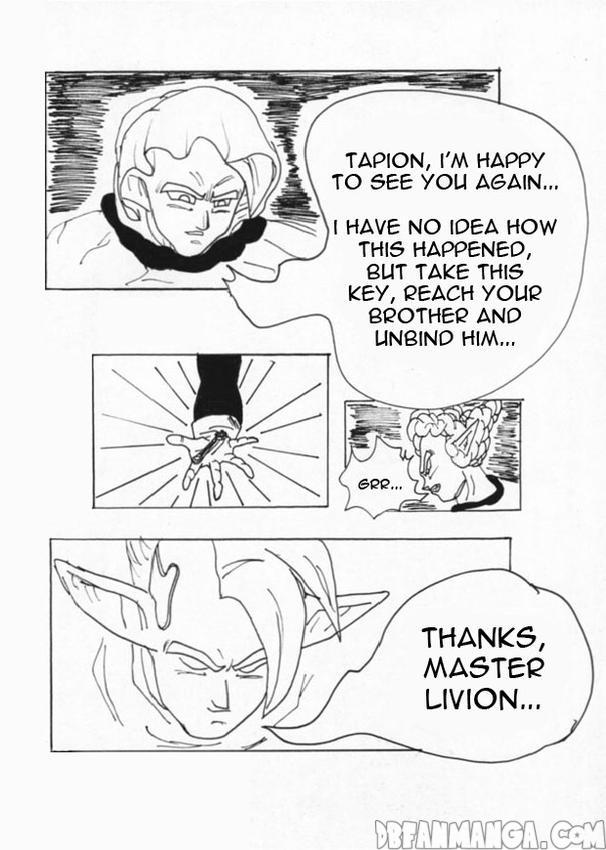 TAPION, I'M HAPPY
TO SEE YOU AGAIN...
I HAVE NO IDEA HOW
THIS HAPPENED,
BUT TAKE THIS
KEY, REACH YOUR
BROTHER AND
UNBIND HIM...
GRR...
THANKS,
MASTER
LIVION...
DBFANMANGA.COM